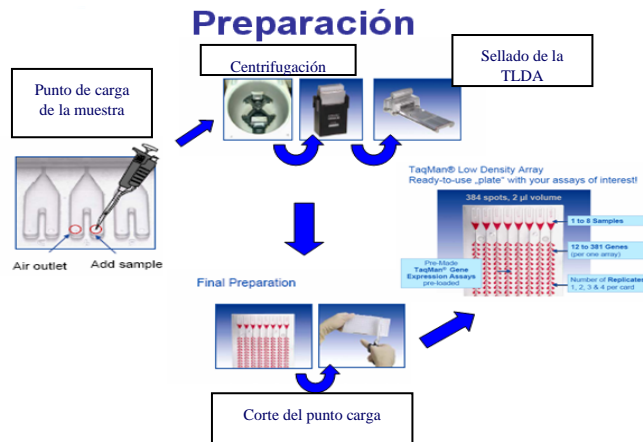 Preparación
Centrifugación
Sellado de la
TLDA
Punto de carga
de la muestra
Air outlet
Add sample
TaqMan® Low Density Array
Ready-to-use „plate" with your assays of interest!
384 spots, 2 µl volume
1 to 8 Samples
12 to 381 Genes
(per one array)
Pre-Made
TaqMan® Gene
Expression Assays
pre-loaded
Number of Replicates
1, 2, 3 & 4 per card
Final Preparation
Corte del punto carga